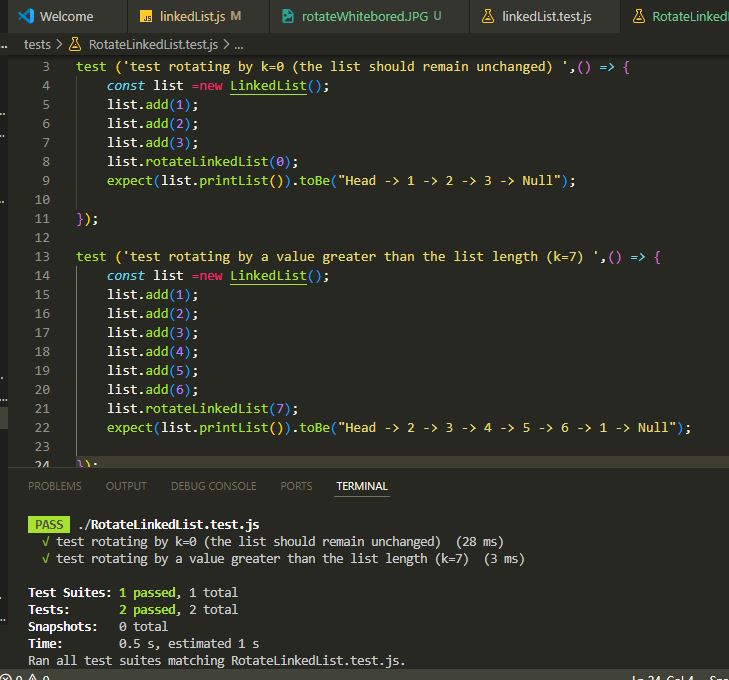 Welcome linkedList.js M rotateWhitebored.JPG U linkedList.test.js RotateLinked
tests > RotateLinkedList.test.js > ...
3 test ('test rotating by k=0 (the list should remain unchanged) ',() => {
4 const list =new LinkedList();
5 list.add(1);
6 list.add(2);
7 list.add(3);
8 list.rotateLinkedList(0);
9 expect(list.printList()).toBe("Head -> 1 -> 2 -> 3 -> Null");
10
11 });
12
13 test ('test rotating by a value greater than the list length (k=7) ',() => {
14 const list =new LinkedList();
15 list.add(1);
16 list.add(2);
17 list.add(3);
18 list.add(4);
19 list.add(5);
20 list.add(6);
21 list.rotateLinkedList(7);
22 expect(list.printList()).toBe("Head -> 2 -> 3 -> 4 -> 5 -> 6 -> 1 -> Null");
23
24 });
PROBLEMS OUTPUT DEBUG CONSOLE PORTS TERMINAL
PASS ./RotateLinkedList.test.js
√ test rotating by k=0 (the list should remain unchanged) (28 ms)
√ test rotating by a value greater than the list length (k=7) (3 ms)
Test Suites: 1 passed, 1 total
Tests: 2 passed, 2 total
Snapshots: 0 total
Time: 0.5 s, estimated 1 s
Ran all test suites matching RotateLinkedList.test.js.
0 0 Ln 24, Col 4